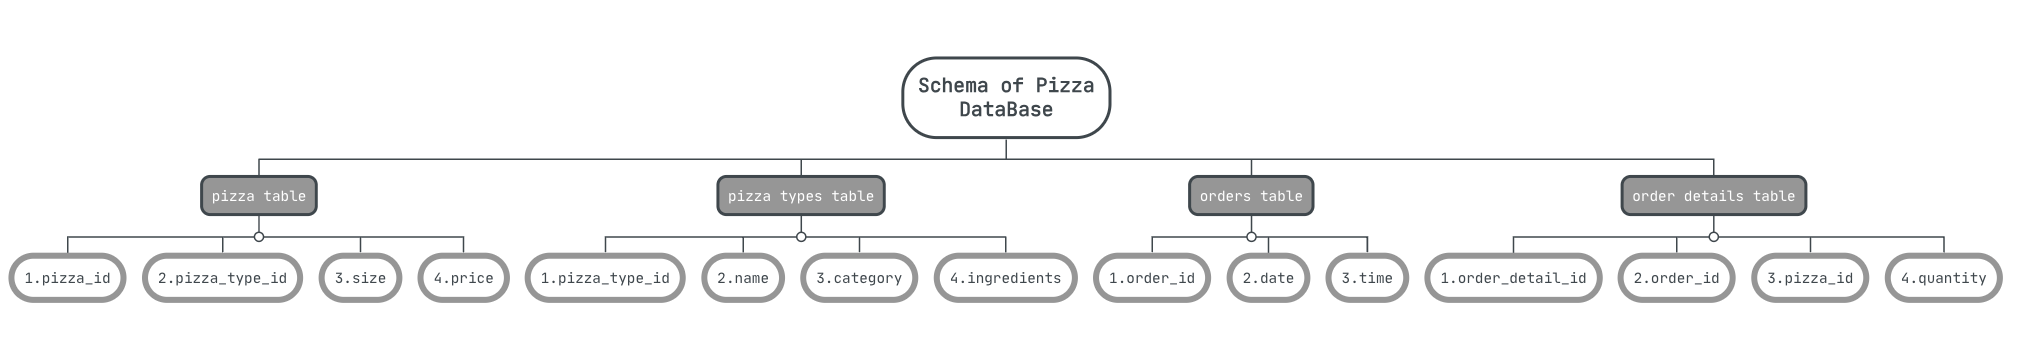 Schema of Pizza
DataBase
pizza table
pizza types table
orders table
order details table
1.pizza_id
2.pizza_type_id
3.size
4.price
1.pizza_type_id
2.name
3.category
4.ingredients
1.order_id
2.date
3.time
1.order_detail_id
2.order_id
3.pizza_id
4.quantity